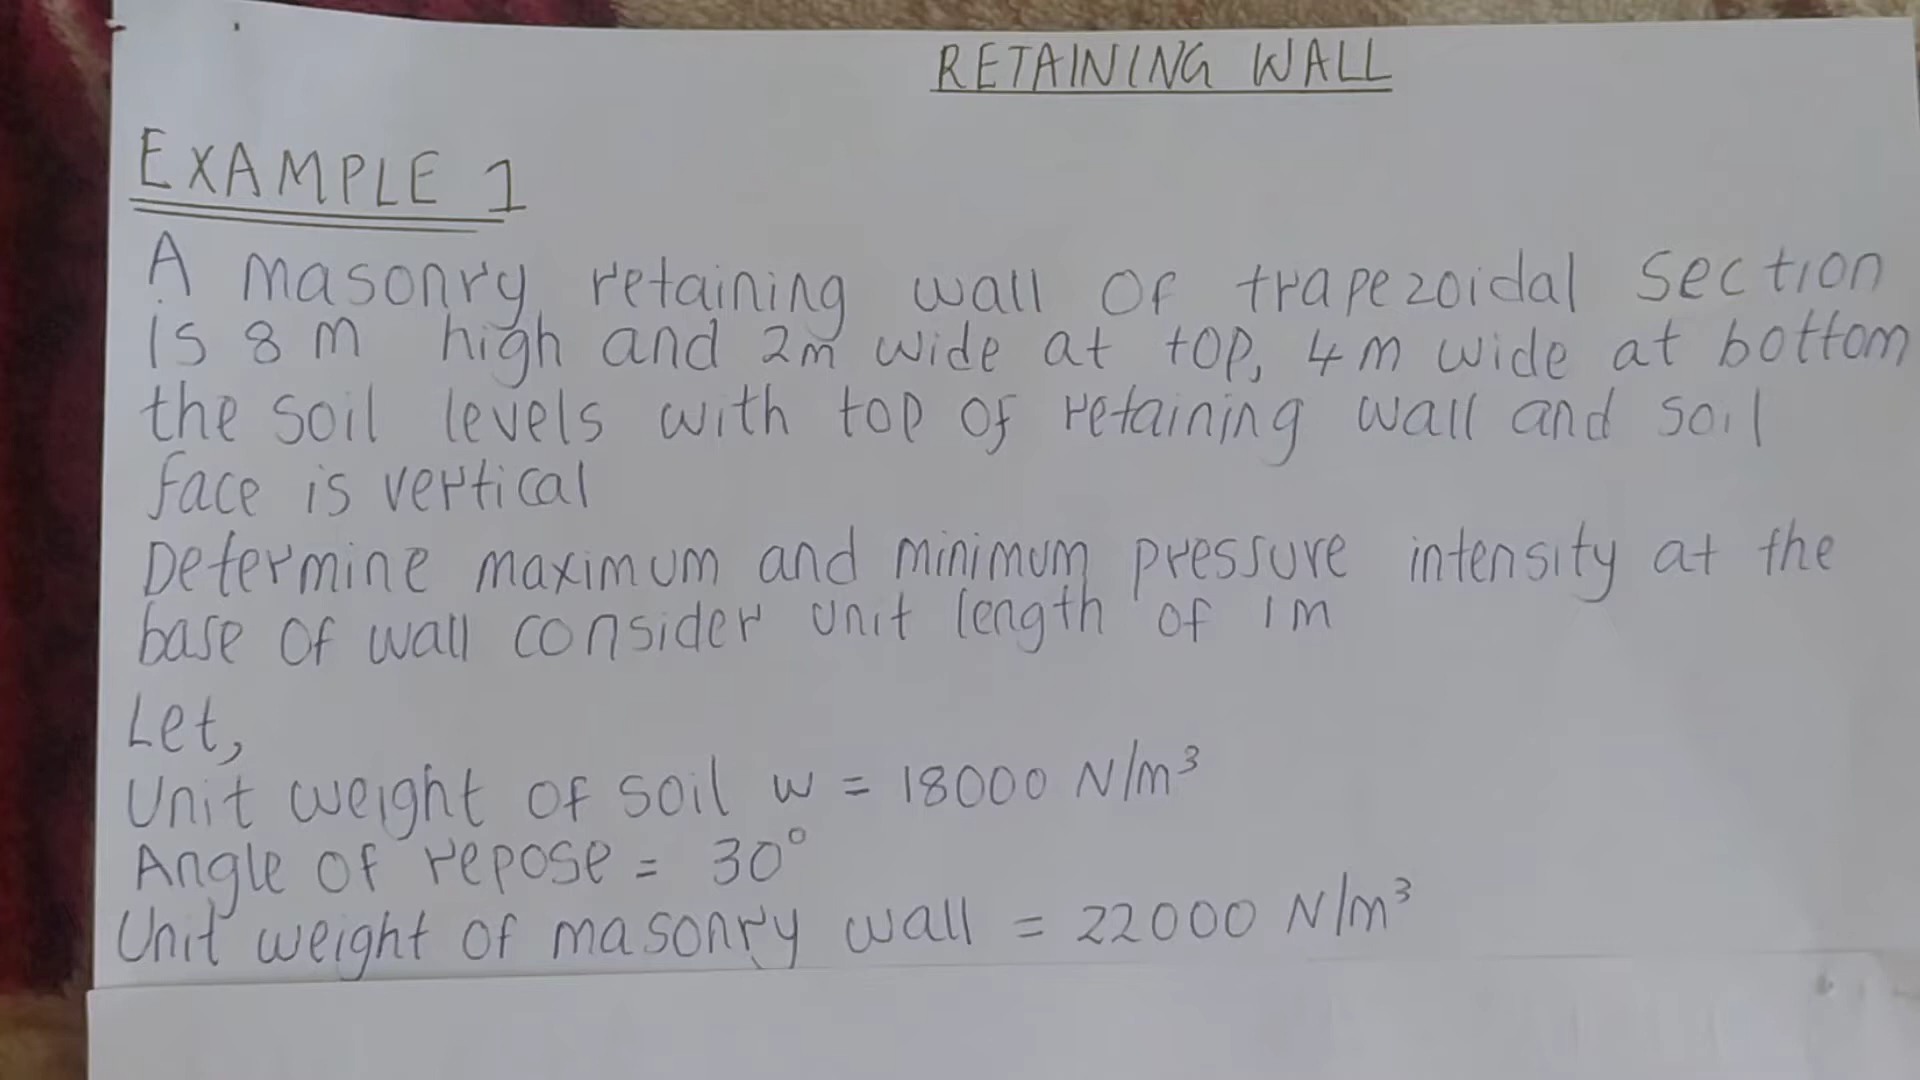 RETAINING WALL
EXAMPLE 1
A masonry retaining wall of trapezoidal section
is 8 m high and 2m wide at top, 4m wide at bottom
the soil levels with top of retaining wall and soil
face is vertical
Determine maximum and minimum pressure intensity at the
base of wall consider unit length of 1m
Let,
Unit weight of soil w = 18000 N/m³
Angle of repose = 30°
Unit weight of masonry wall = 22000 N/m³